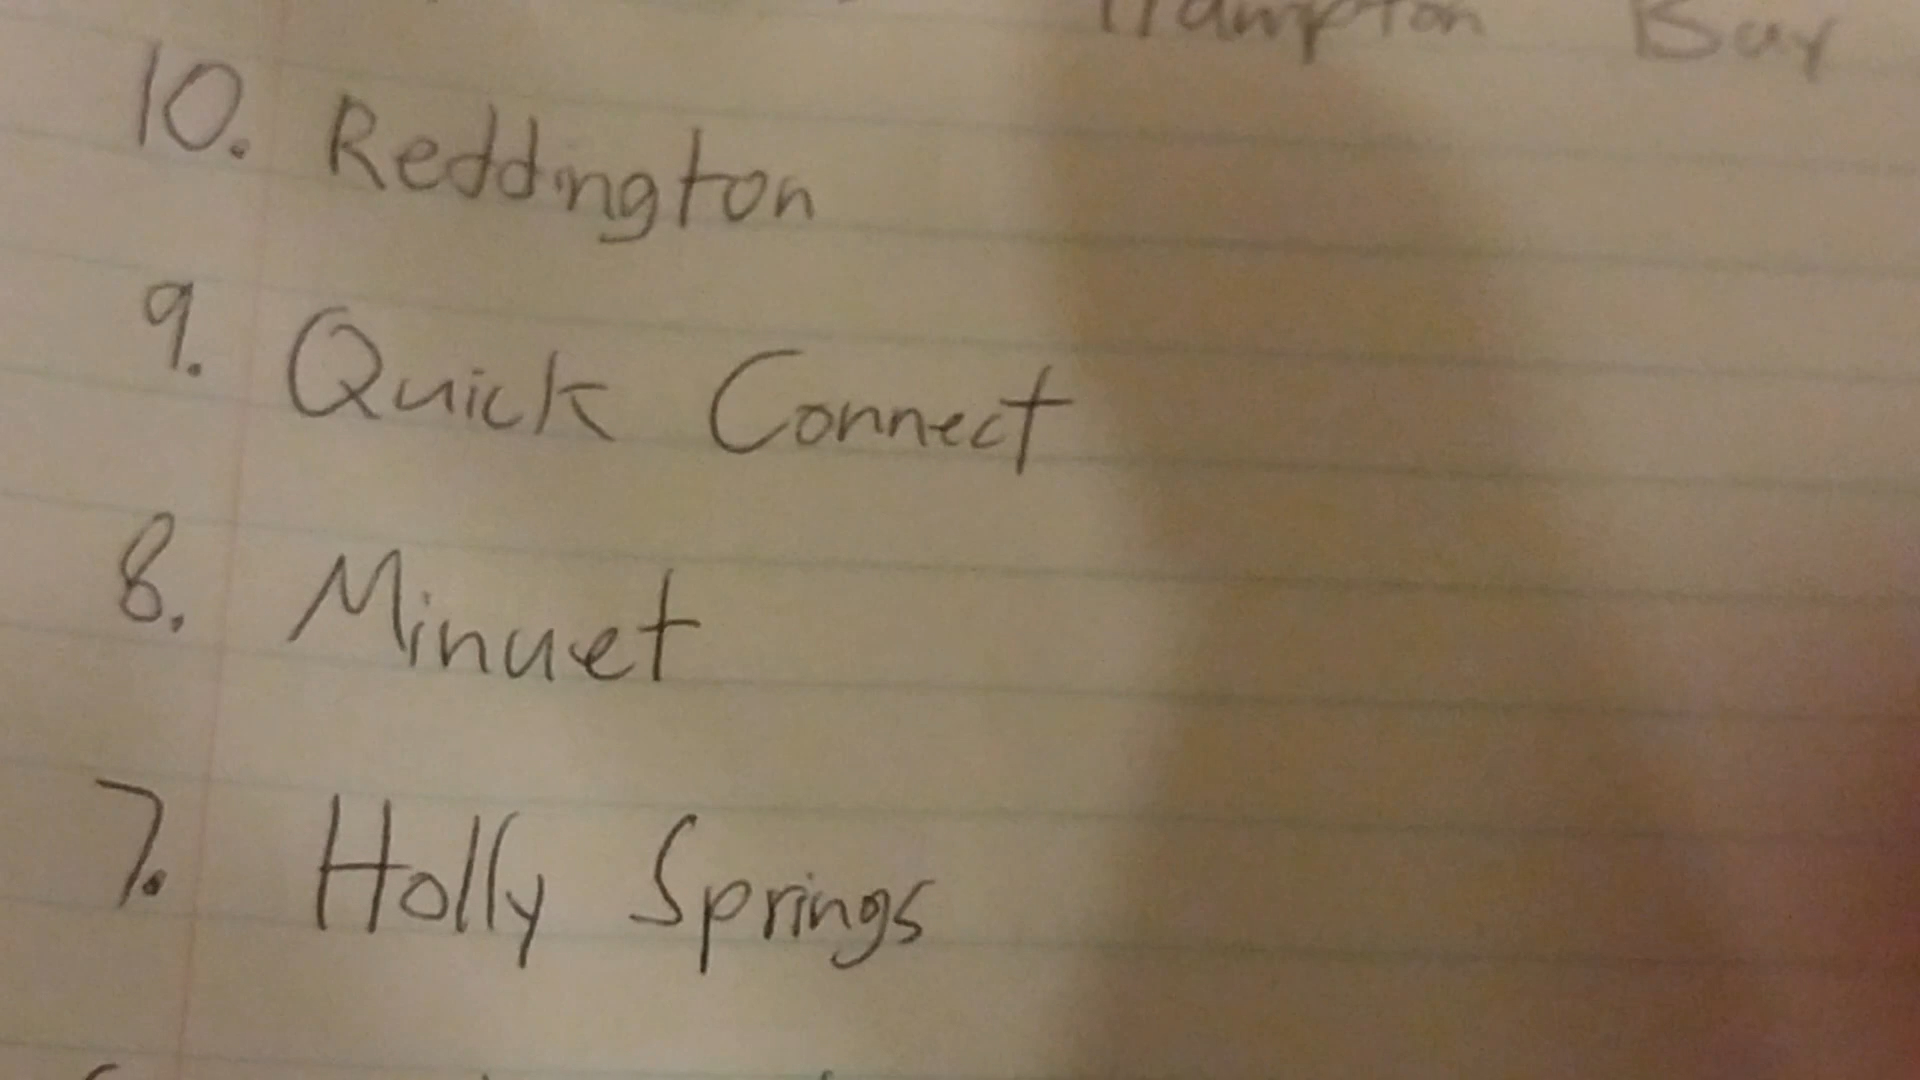 Hampton Bay
10. Reddington
9. Quick Connect
8. Minuet
7. Holly Springs